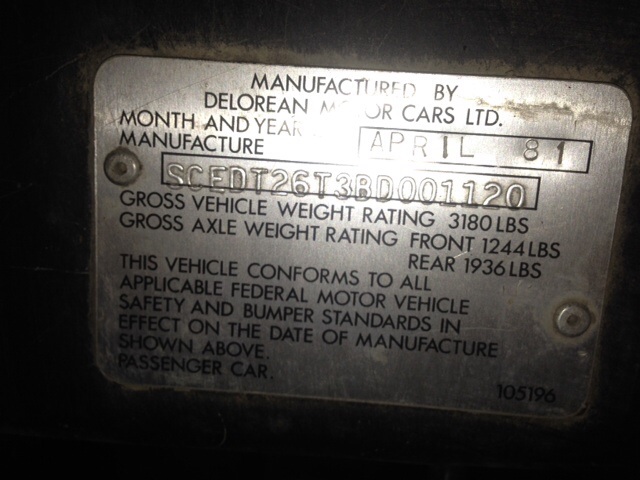 MANUFACTURED BY
DELOREAN MOTOR CARS LTD.
MONTH AND YEAR
MANUFACTURE APRIL 81
SCEDT26T3BD001120
GROSS VEHICLE WEIGHT RATING 3180 LBS
GROSS AXLE WEIGHT RATING FRONT 1244 LBS
REAR 1936 LBS
THIS VEHICLE CONFORMS TO ALL
APPLICABLE FEDERAL MOTOR VEHICLE
SAFETY AND BUMPER STANDARDS IN
EFFECT ON THE DATE OF MANUFACTURE
SHOWN ABOVE.
PASSENGER CAR.
105196